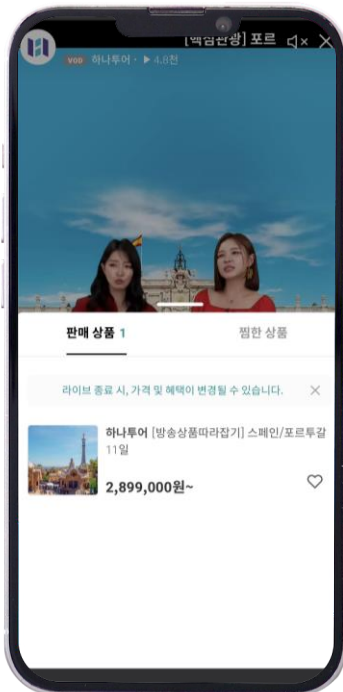 [핵심관광] 포르
VOD 하나투어 · ▶ 4.8천
판매 상품 1
찜한 상품
라이브 종료 시, 가격 및 혜택이 변경될 수 있습니다.
하나투어 [방송상품따라잡기] 스페인/포르투갈
11일
2,899,000원~